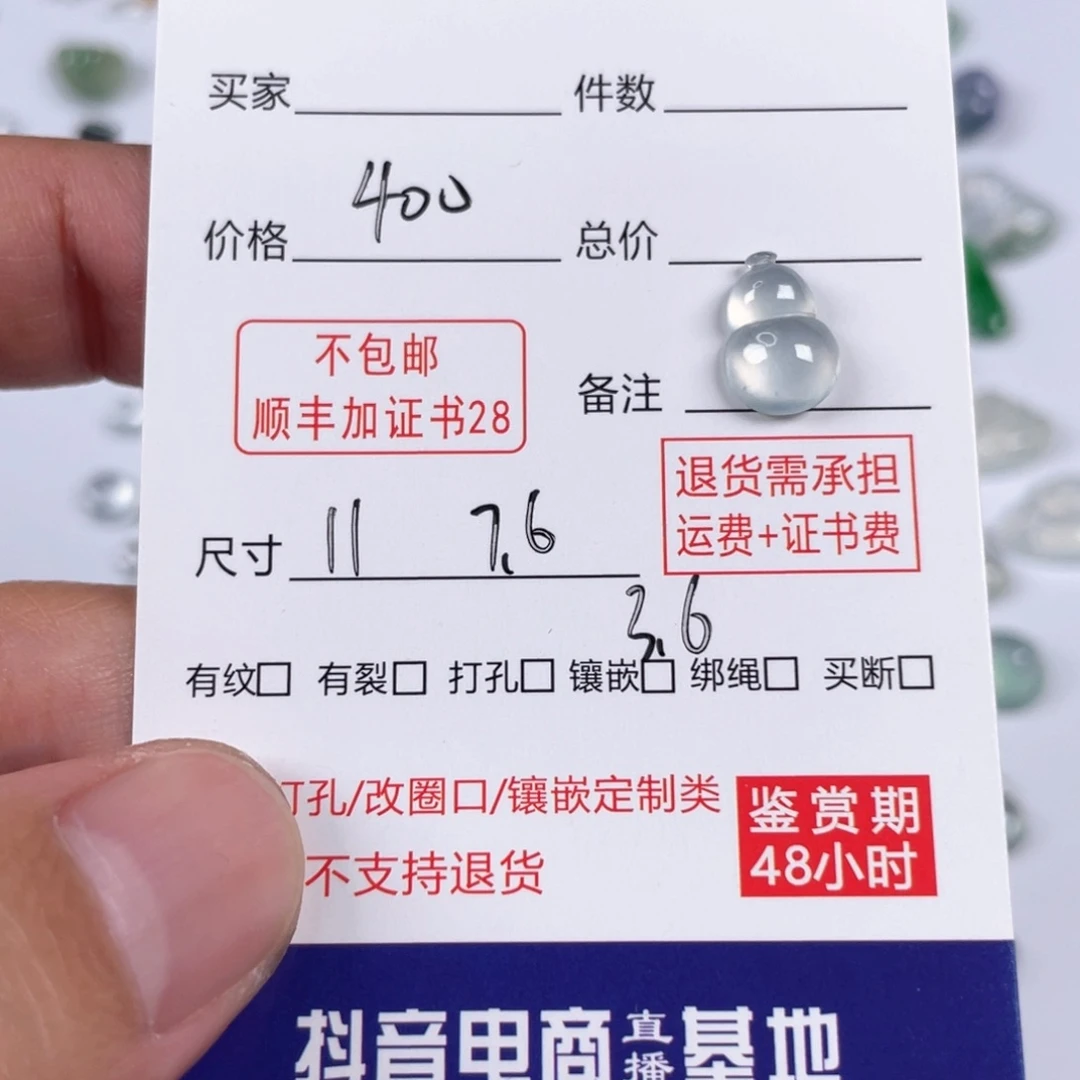 买家 件数
400
价格 总价
不包邮
顺丰加证书28
备注
退货需承担
运费+证书费
尺寸 11 7.6
3.6
有纹□ 有裂□ 打孔□ 镶嵌□ 绑绳□ 买断□
打孔/改圈口/镶嵌定制类
不支持退货
鉴赏期
48小时
抖音电商直播基地